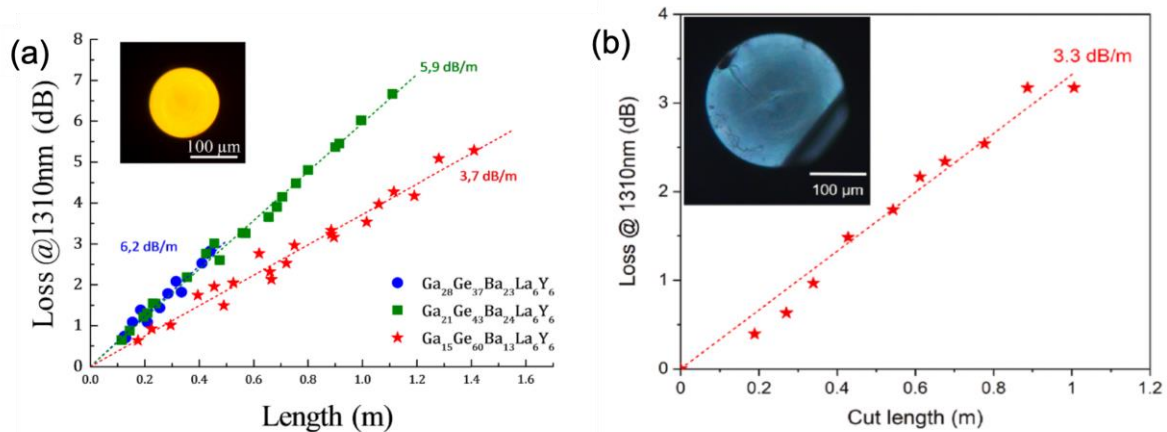 (a)
8
7
6
5
4
3
2
1
0
Loss @1310nm (dB)
100 µm
5,9 dB/m
3,7 dB/m
6,2 dB/m
Ga28Ge37Ba23La6Y6
Ga21Ge43Ba24La6Y6
Ga15Ge60Ba13La6Y6
0.0 0.2 0.4 0.6 0.8 1.0 1.2 1.4 1.6
Length (m)
(b)
4
3
2
1
0
Loss @ 1310nm (dB)
100 µm
3.3 dB/m
0 0.2 0.4 0.6 0.8 1 1.2
Cut length (m)